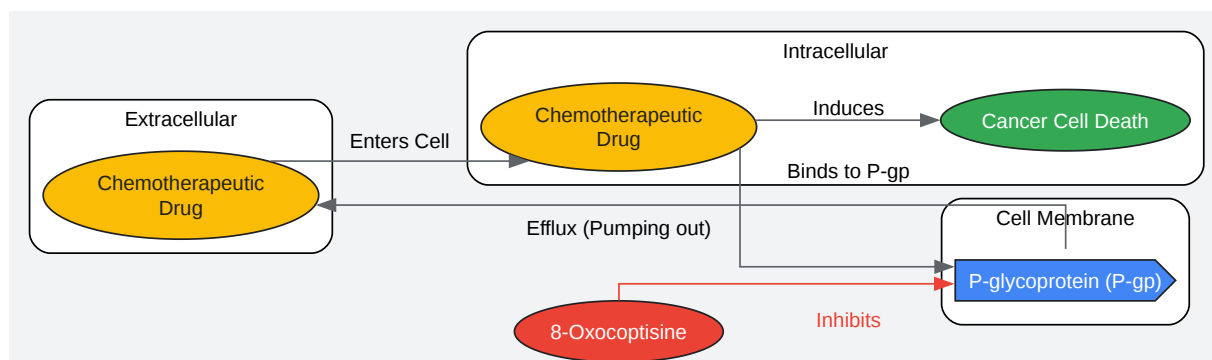 Intracellular
Extracellular
Chemotherapeutic
Drug
Enters Cell
Chemotherapeutic
Drug
Induces
Cancer Cell Death
Binds to P-gp
Efflux (Pumping out)
Cell Membrane
P-glycoprotein (P-gp)
8-Oxocoptisine
Inhibits